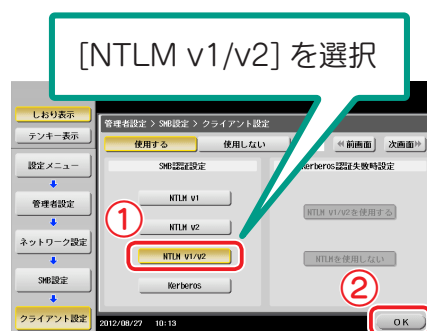 [NTLM v1/v2] を選択
しおり表示
テンキー表示
設定メニュー
管理者設定
ネットワーク設定
SMB設定
クライアント設定
管理者設定 > SMB設定 > クライアント設定
使用する
使用しない
前画面
次画面
SMB認証設定
NTLM v1
NTLM v2
NTLM v1/v2
Kerberos
Kerberos認証失敗時設定
NTLM v1/v2を使用する
NTLMを使用しない
①
②
2012/08/27 10:13
OK